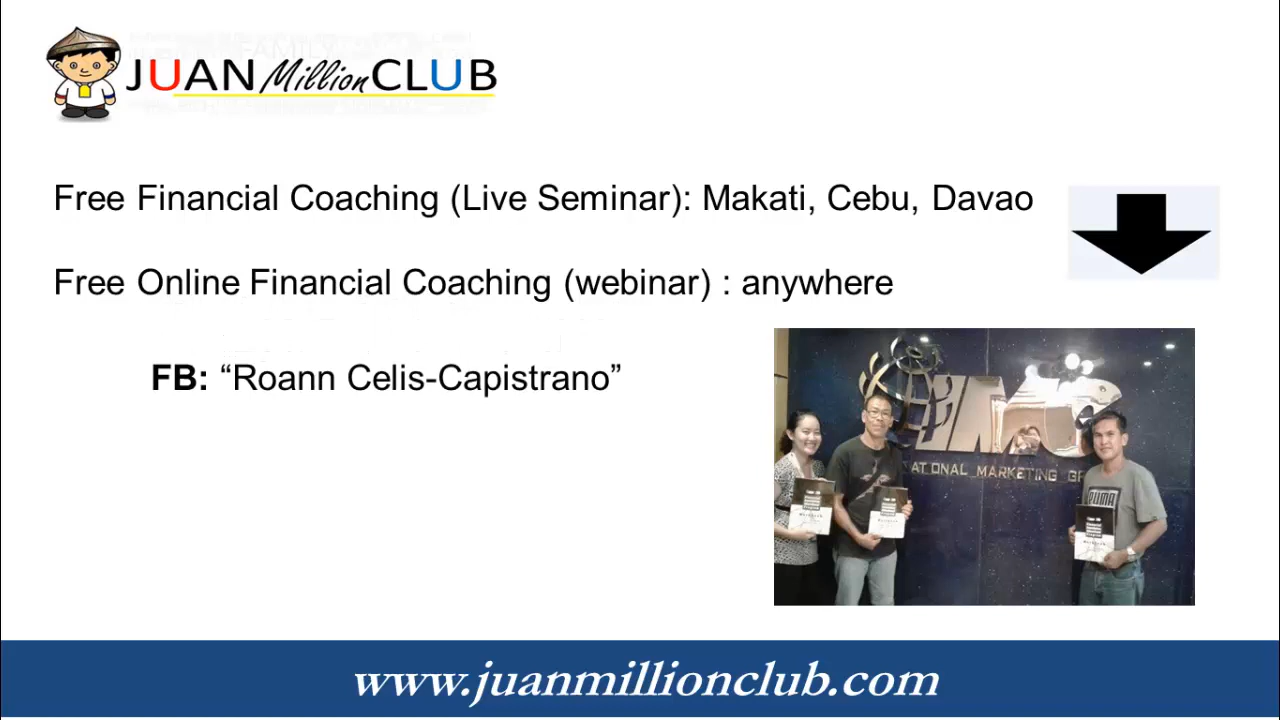 JUAN Million CLUB
Free Financial Coaching (Live Seminar): Makati, Cebu, Davao
Free Online Financial Coaching (webinar) : anywhere
FB: “Roann Celis-Capistrano”
IMG
NATIONAL MARKETING
PUMA
www.juanmillionclub.com